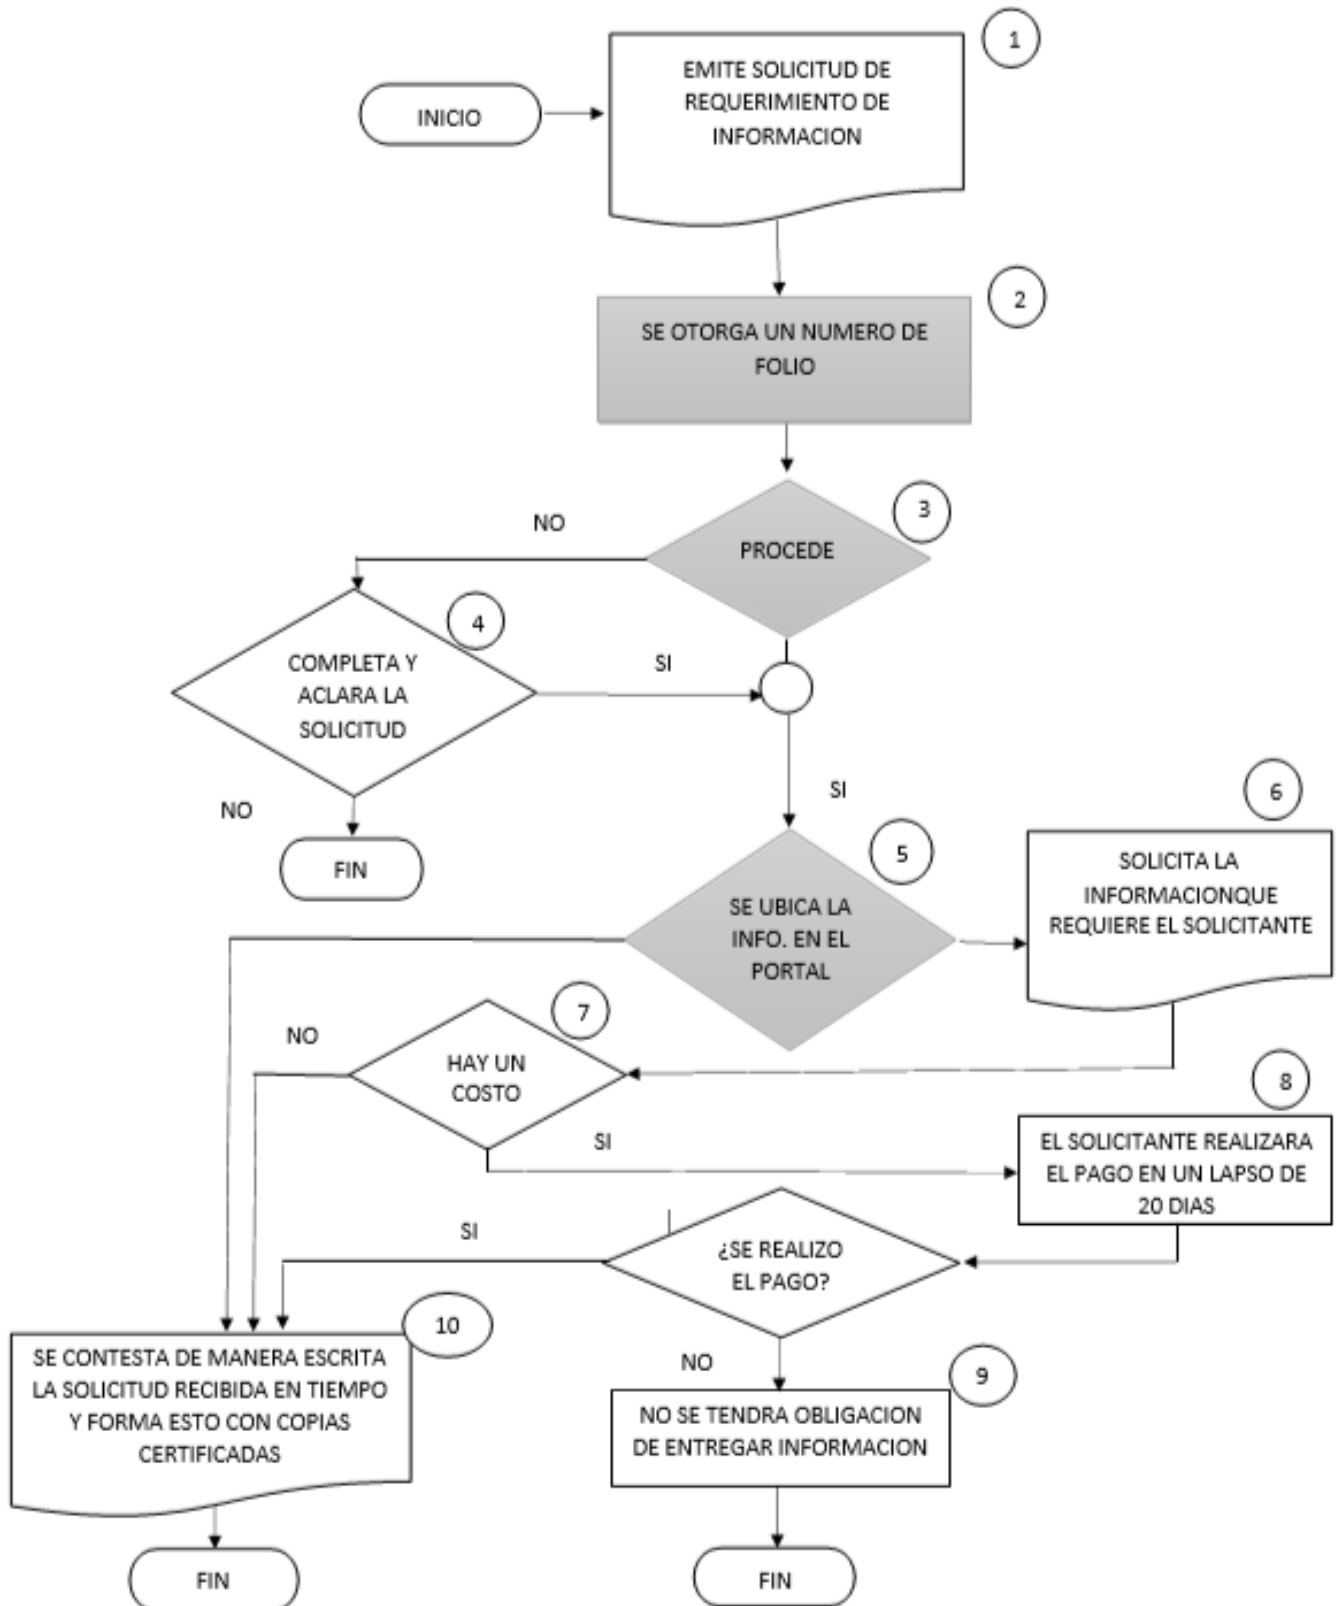 1
EMITE SOLICITUD DE
REQUERIMIENTO DE
INFORMACION
INICIO
2
SE OTORGA UN NUMERO DE
FOLIO
3
NO
PROCEDE
4
COMPLETA Y
ACLARA LA
SOLICITUD
SI
NO
SI
FIN
6
5
SOLICITA LA
INFORMACIONQUE
REQUIERE EL SOLICITANTE
SE UBICA LA
INFO. EN EL
PORTAL
7
NO
HAY UN
COSTO
8
SI
EL SOLICITANTE REALIZARA
EL PAGO EN UN LAPSO DE
20 DIAS
SI
¿SE REALIZO
EL PAGO?
10
SE CONTESTA DE MANERA ESCRITA
LA SOLICITUD RECIBIDA EN TIEMPO
Y FORMA ESTO CON COPIAS
CERTIFICADAS
NO
9
NO SE TENDRA OBLIGACION
DE ENTREGAR INFORMACION
FIN
FIN